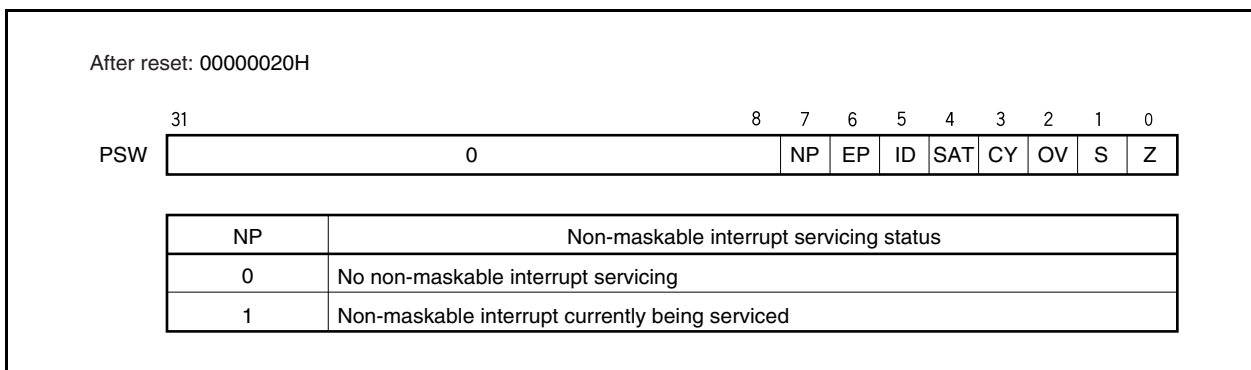 After reset: 00000020H
31 8 7 6 5 4 3 2 1 0
PSW 0 NP EP ID SAT CY OV S Z
NP Non-maskable interrupt servicing status
0 No non-maskable interrupt servicing
1 Non-maskable interrupt currently being serviced